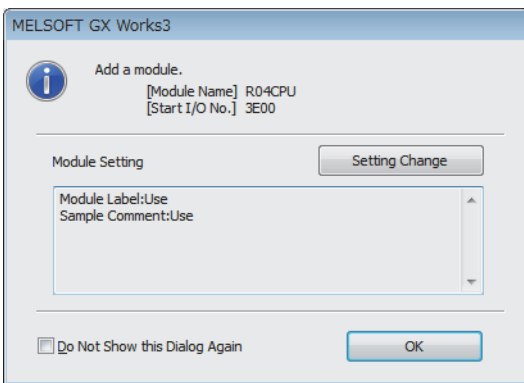 MELSOFT GX Works3
Add a module.
[Module Name] R04CPU
[Start I/O No.] 3E00
Module Setting
Setting Change
Module Label:Use
Sample Comment:Use
Do Not Show this Dialog Again
OK